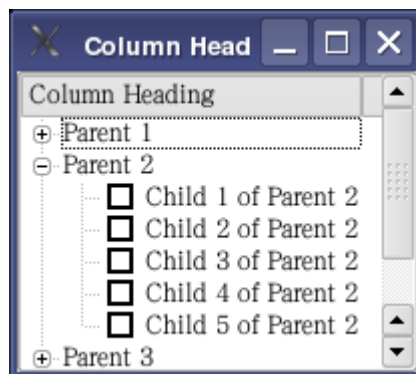 Column Head
Column Heading
Parent 1
Parent 2
Child 1 of Parent 2
Child 2 of Parent 2
Child 3 of Parent 2
Child 4 of Parent 2
Child 5 of Parent 2
Parent 3